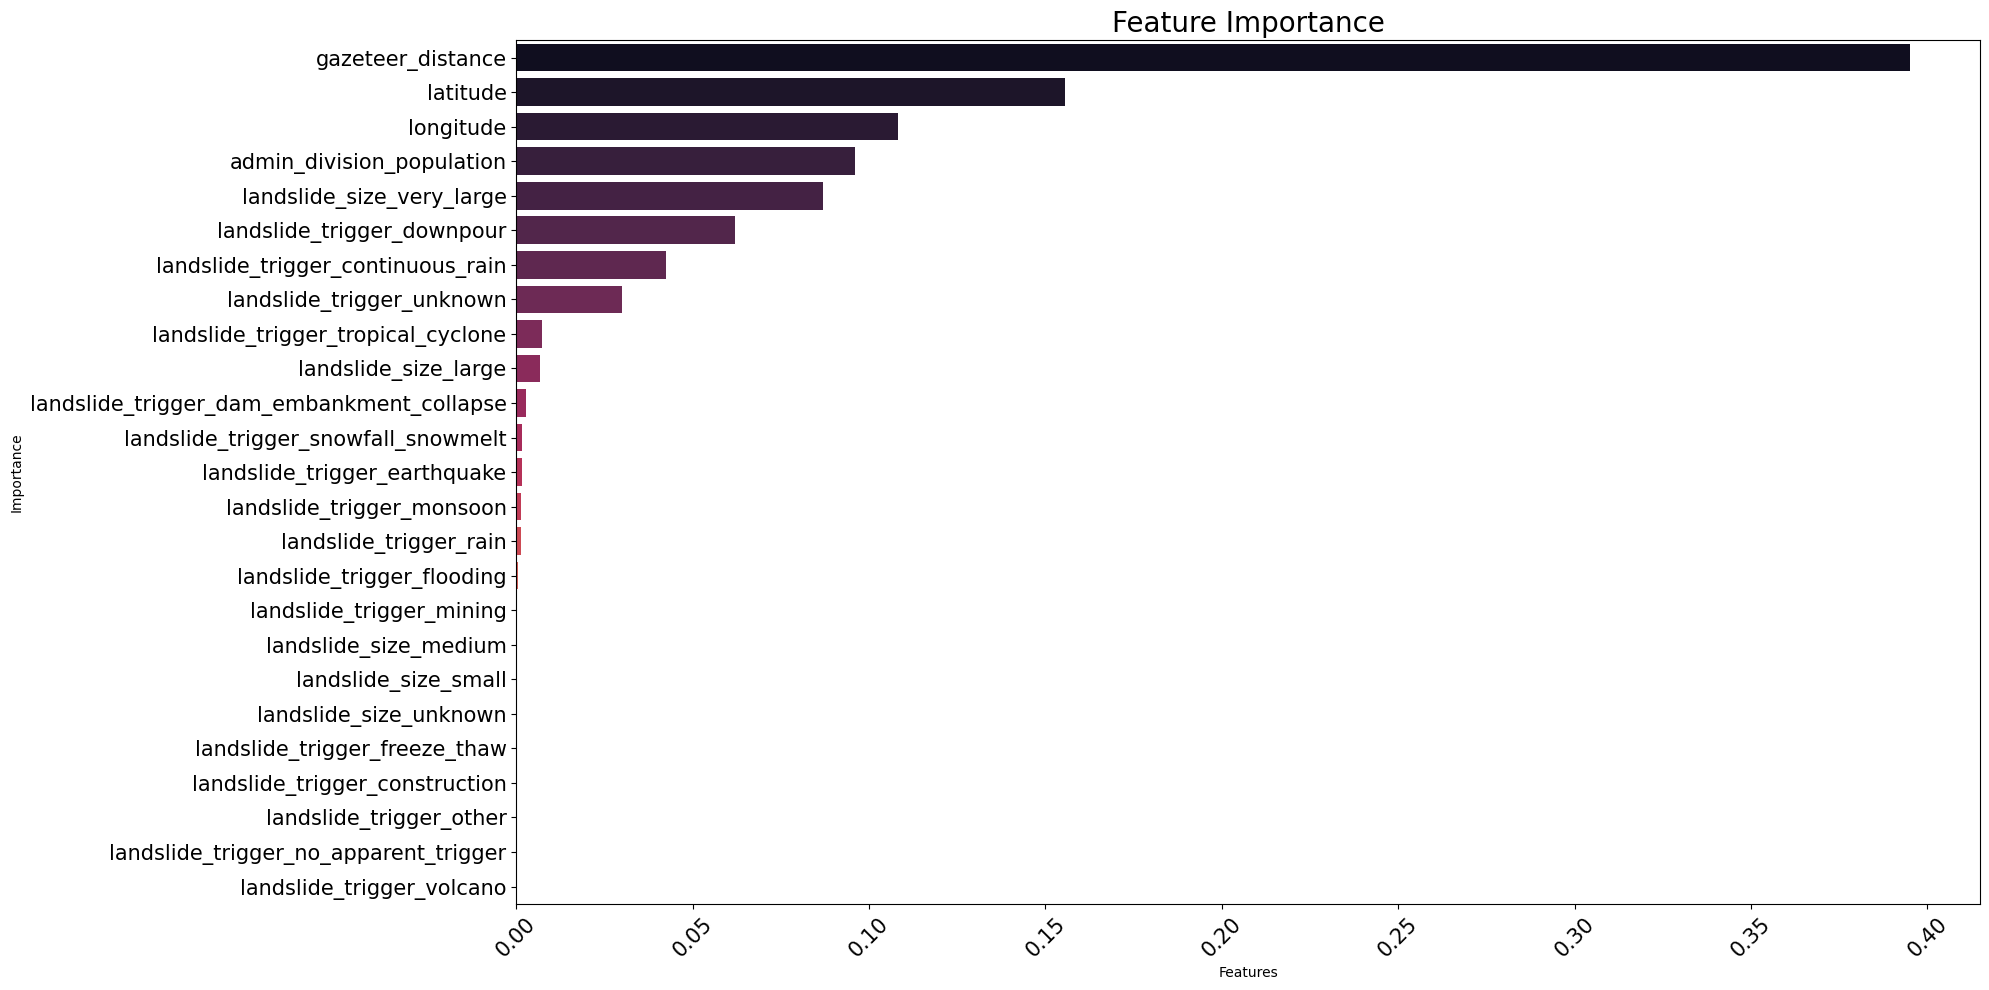 Feature Importance
gazeteer_distance
latitude
longitude
admin_division_population
landslide_size_very_large
landslide_trigger_downpour
landslide_trigger_continuous_rain
landslide_trigger_unknown
landslide_trigger_tropical_cyclone
landslide_size_large
landslide_trigger_dam_embankment_collapse
landslide_trigger_snowfall_snowmelt
landslide_trigger_earthquake
landslide_trigger_monsoon
landslide_trigger_rain
landslide_trigger_flooding
landslide_trigger_mining
landslide_size_medium
landslide_size_small
landslide_size_unknown
landslide_trigger_freeze_thaw
landslide_trigger_construction
landslide_trigger_other
landslide_trigger_no_apparent_trigger
landslide_trigger_volcano
Importance
0.00 0.05 0.10 0.15 0.20 0.25 0.30 0.35 0.40
Features